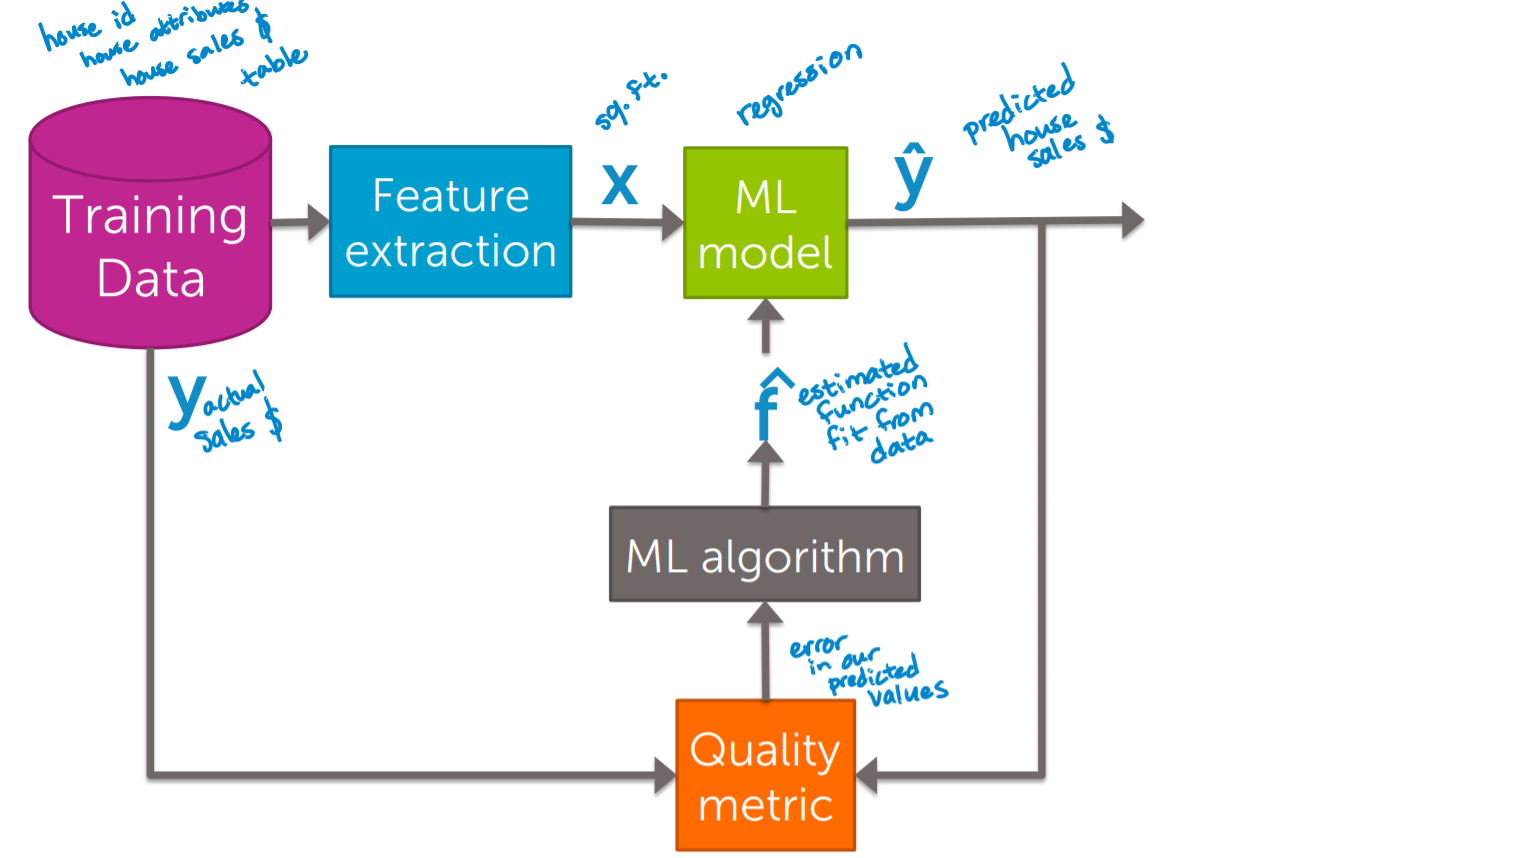 house id
house attributes
house sales $
table
Training
Data
Feature
extraction
sq. ft.
x
regression
ML
model
ŷ
predicted
house
sales $
y actual
sales $
f̂ estimated
function
fit from
data
ML algorithm
error
in our
predicted
values
Quality
metric